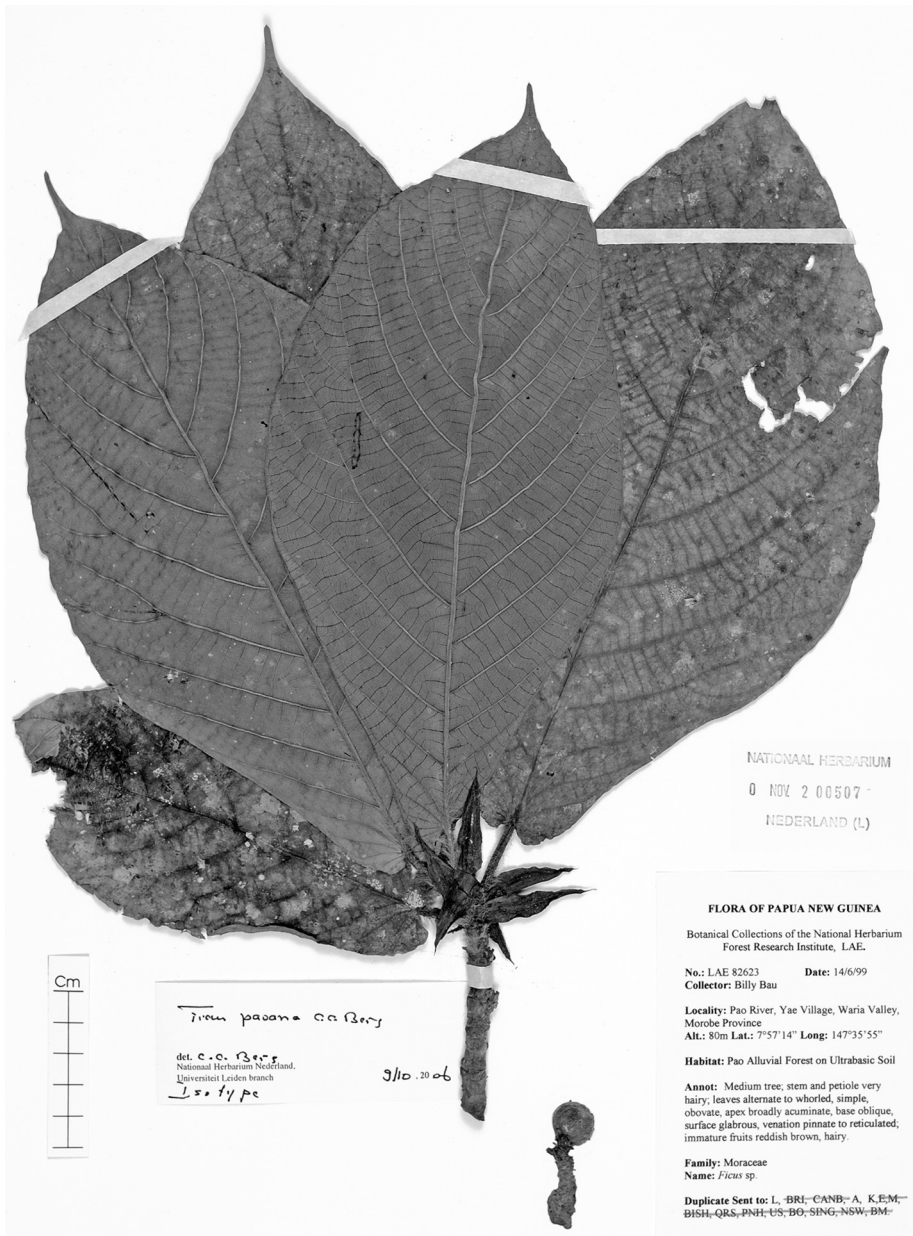 NATIONAAL HERBARIUM
0 NOV. 2 00507
NEDERLAND (L)
FLORA OF PAPUA NEW GUINEA
Botanical Collections of the National Herbarium
Forest Research Institute, LAE.
No.: LAE 82623 Date: 14/6/99
Collector: Billy Bau
Locality: Pao River, Yae Village, Waria Valley,
Morobe Province
Alt.: 80m Lat.: 7°57'14" Long: 147°35'55"
Habitat: Pao Alluvial Forest on Ultrabasic Soil
Annot: Medium tree; stem and petiole very
hairy; leaves alternate to whorled, simple,
obovate, apex broadly acuminate, base oblique,
surface glabrous, venation pinnate to reticulated;
immature fruits reddish brown, hairy.
Family: Moraceae
Name: Ficus sp.
Duplicate Sent to: L, BRI, CANB, A, K,E,M,
BISH, QRS, PNH, US, BO, SING, NSW, BM.
Cm
Ficus paoana C.C. Berg
det. C.C. Berg
Nationaal Herbarium Nederland,
Universiteit Leiden branch
9/10 .20 06
Isotype